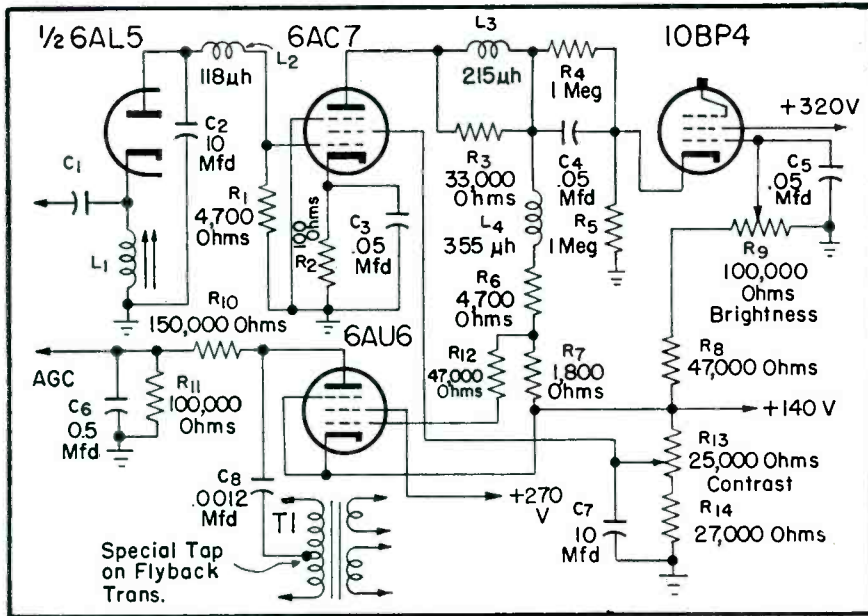 ½ 6AL5
L2
118µh
6AC7
L3
215µh
R4
1 Meg
10BP4
+320V
C1
C2
10
Mfd
R1
4,700
Ohms
L1
100
Ohms
R2
C3
.05
Mfd
R3
33,000
Ohms
C4
.05
Mfd
L4
355 µh
R5
1 Meg
C5
.05
Mfd
R9
100,000
Ohms
Brightness
R6
4,700
Ohms
R10
150,000 Ohms
6AU6
R12
47,000
Ohms
R7
1,800
Ohms
R8
47,000 Ohms
AGC
R11
100,000
Ohms
C6
0.5
Mfd
+140 V
R13
25,000 Ohms
Contrast
C8
.0012
Mfd
T1
+270
V
C7
10
Mfd
R14
27,000 Ohms
Special Tap
on Flyback
Trans.